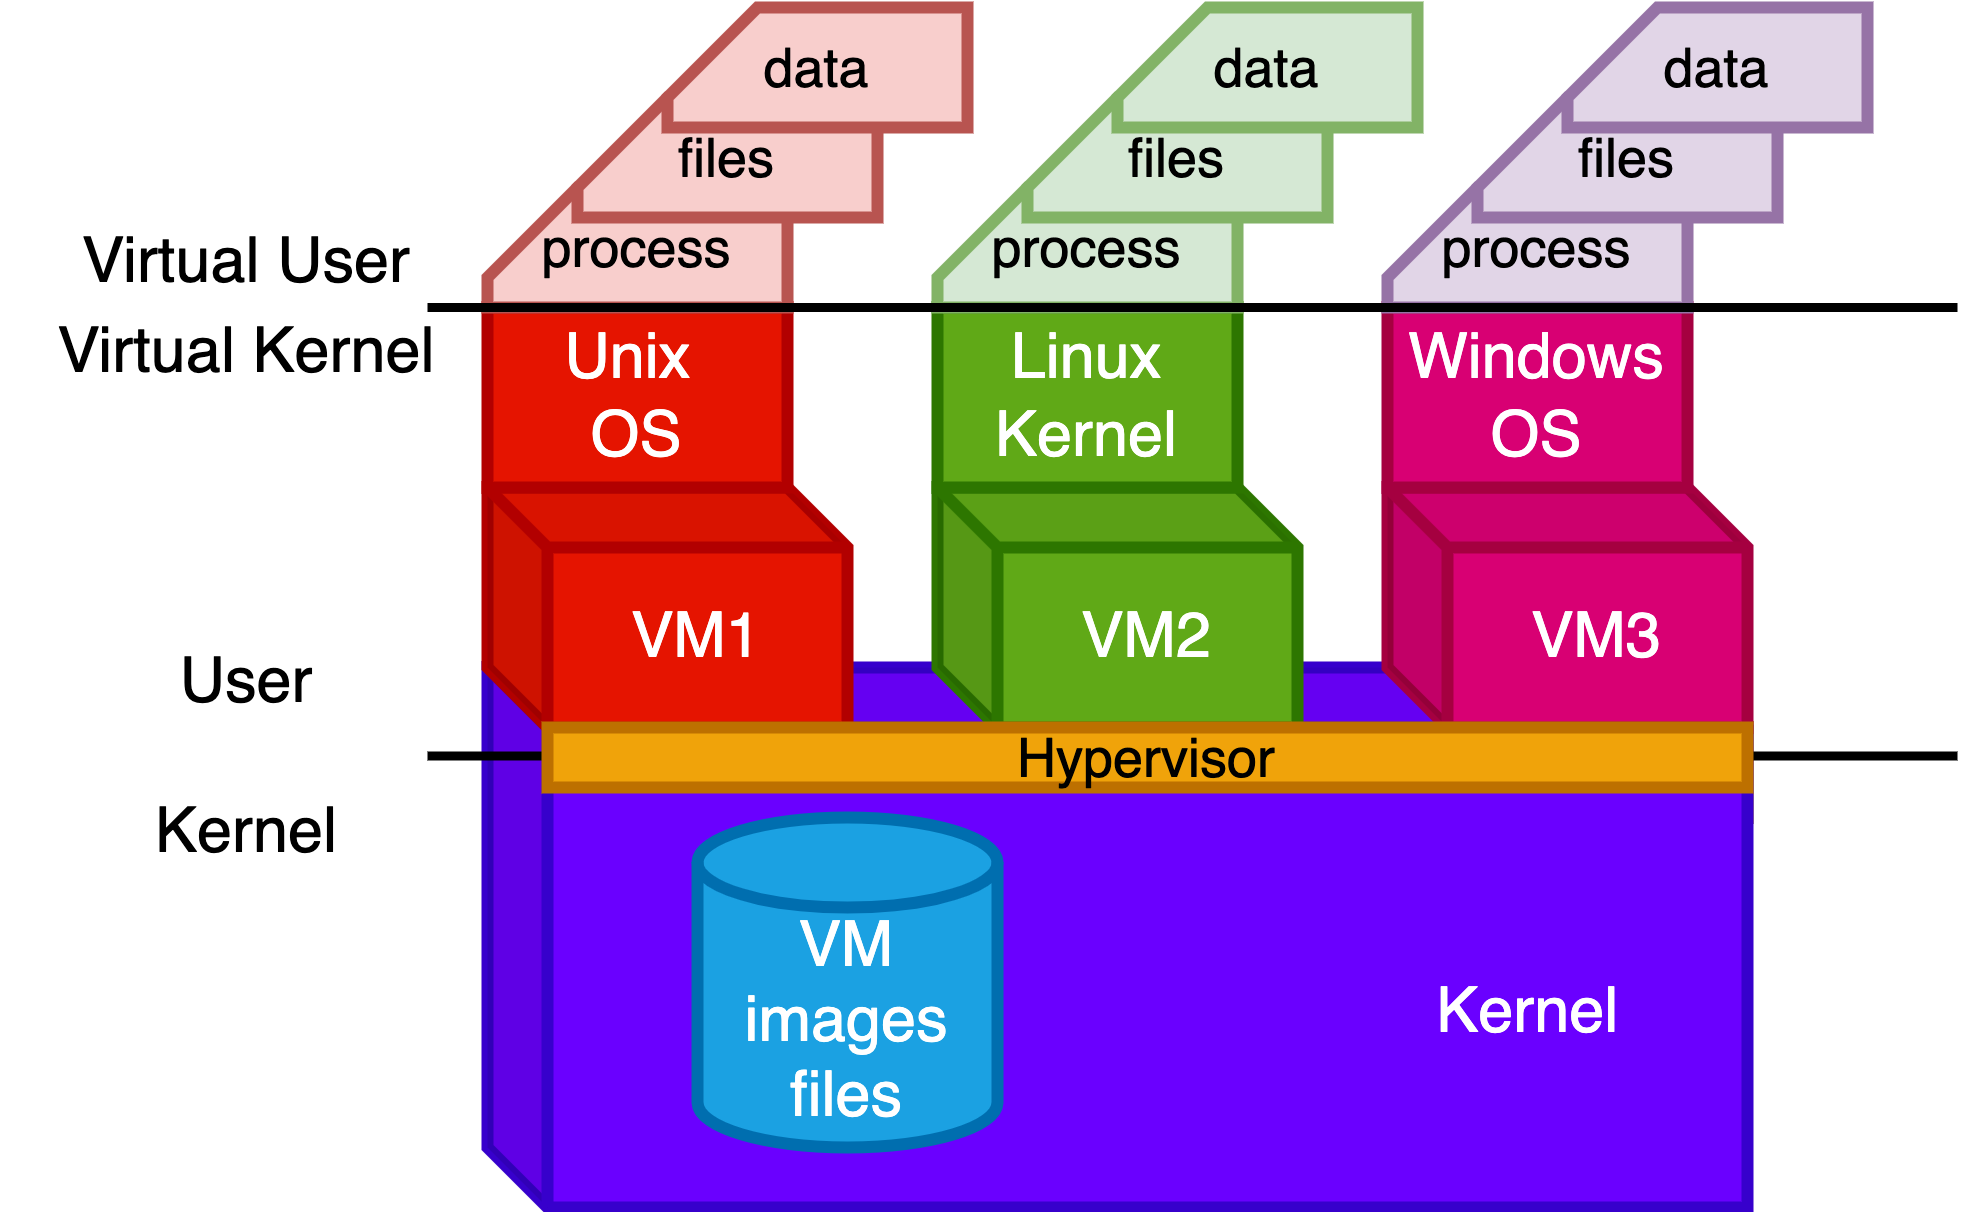 data
data
data
files
files
files
Virtual User
process
process
process
Virtual Kernel
Unix
OS
Linux
Kernel
Windows
OS
VM1
VM2
VM3
User
Hypervisor
Kernel
VM
images
files
Kernel